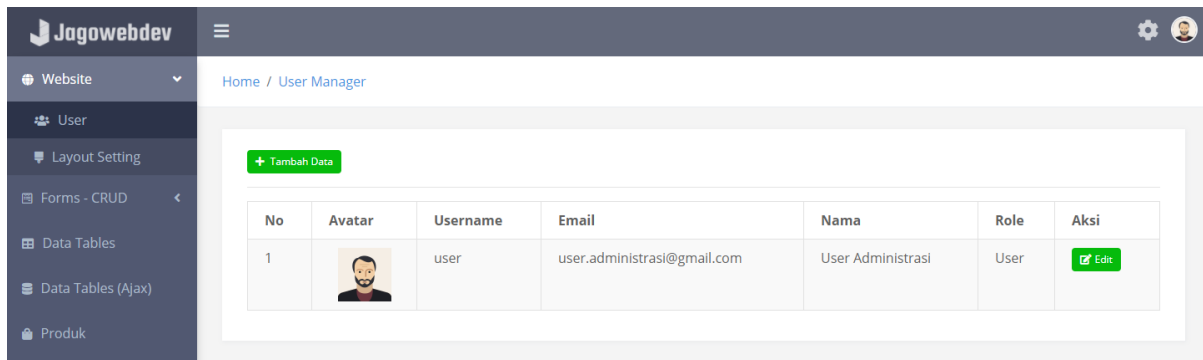 Jagowebdev
Website
User
Layout Setting
Forms - CRUD
Data Tables
Data Tables (Ajax)
Produk
Home / User Manager
+ Tambah Data
No Avatar Username Email Nama Role Aksi
1 user user.administrasi@gmail.com User Administrasi User Edit